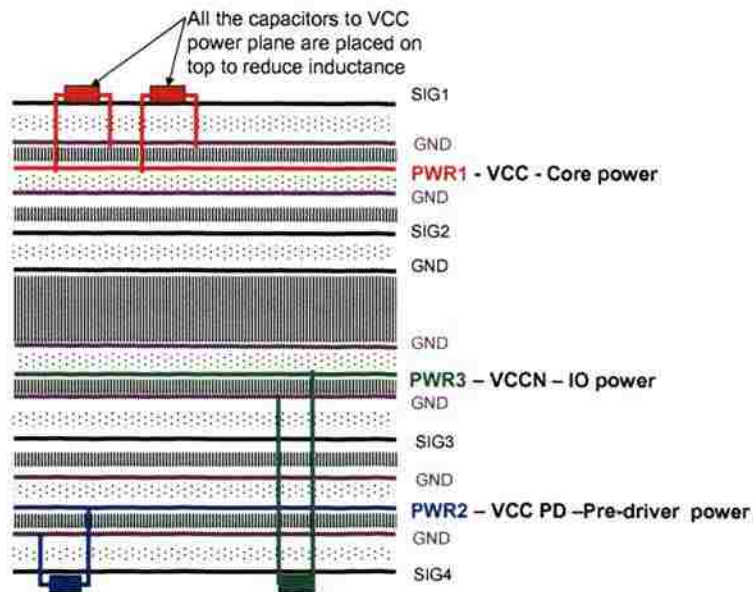 All the capacitors to VCC
power plane are placed on
top to reduce inductance
SIG1
GND
PWR1 - VCC - Core power
GND
SIG2
GND
GND
PWR3 – VCCN – IO power
GND
SIG3
GND
PWR2 – VCC PD –Pre-driver power
GND
SIG4